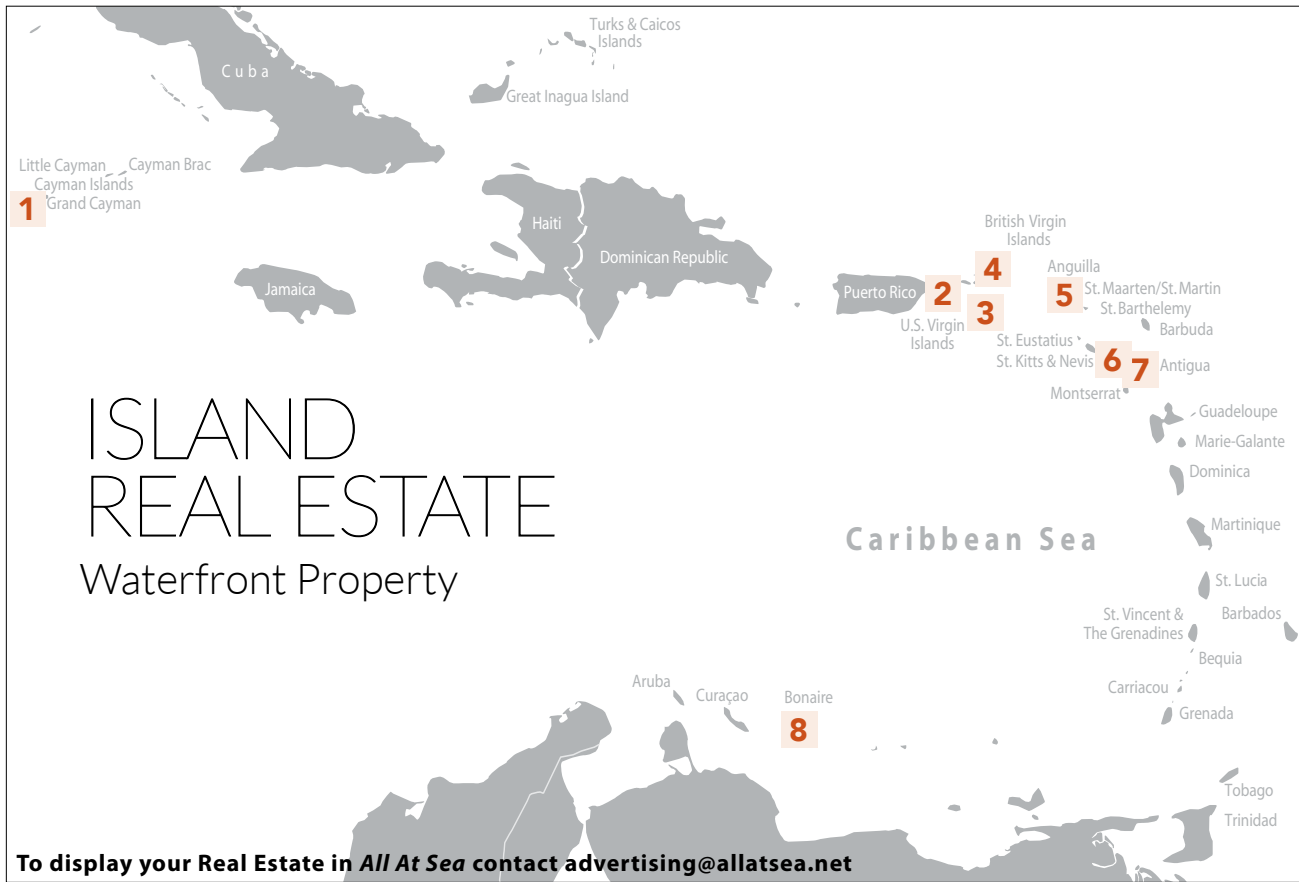 Turks & Caicos
Islands
Cuba
Great Inagua Island
Little Cayman
Cayman Brac
Cayman Islands
1
Grand Cayman
Haiti
Dominican Republic
Jamaica
Puerto Rico
2
U.S. Virgin
Islands
3
British Virgin
Islands
4
Anguilla
5
St. Maarten/St. Martin
St. Barthelemy
Barbuda
St. Eustatius
St. Kitts & Nevis
6
7
Antigua
Montserrat
Guadeloupe
Marie-Galante
Dominica
ISLAND
REAL ESTATE
Waterfront Property
Caribbean Sea
Martinique
St. Lucia
St. Vincent &
The Grenadines
Barbados
Bequia
Carriacou
Grenada
Aruba
Curaçao
Bonaire
8
Tobago
Trinidad
To display your Real Estate in All At Sea contact advertising@allatsea.net